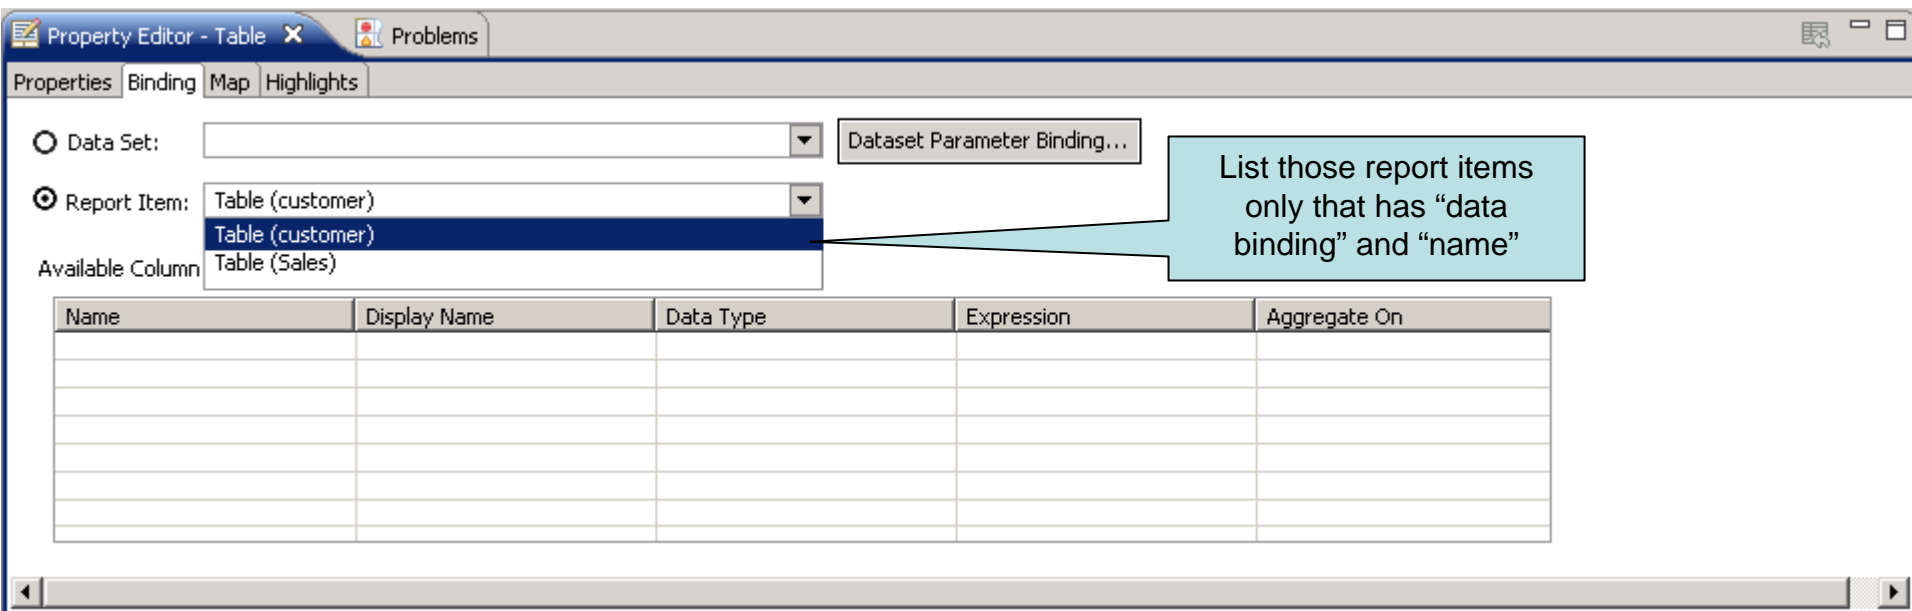 Property Editor - Table
Problems
Properties Binding Map Highlights
Data Set:
Dataset Parameter Binding...
Report Item: Table (customer)
Table (customer)
Table (Sales)
Available Column
List those report items
only that has “data
binding” and “name”
Name Display Name Data Type Expression Aggregate On